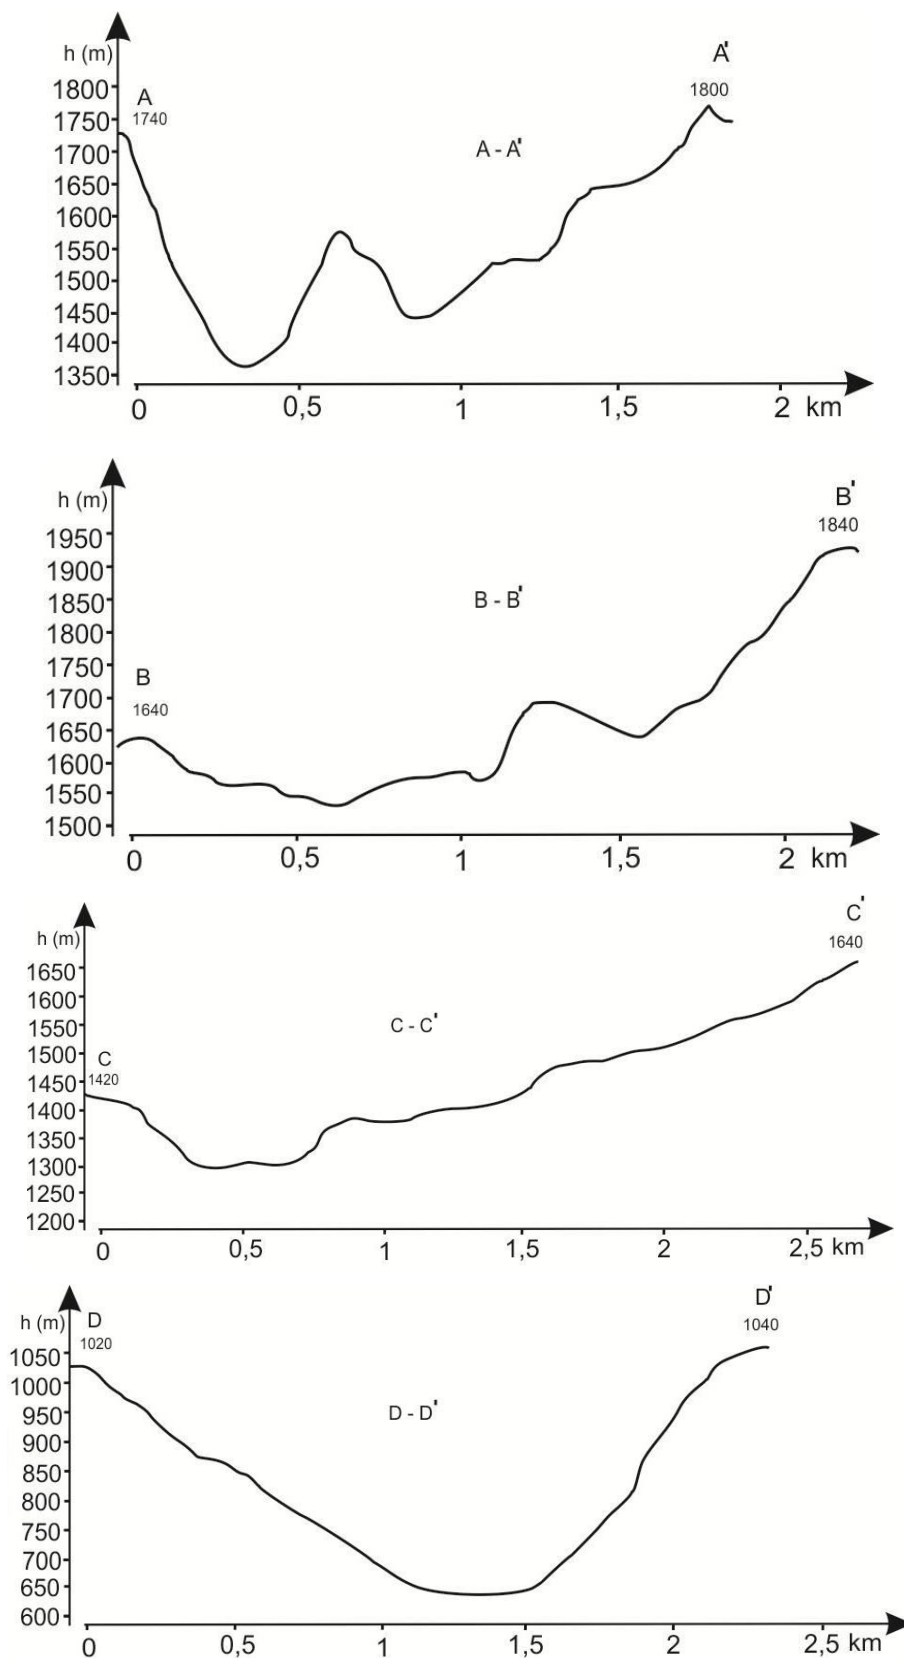 h (m)
A'
1800
A
1740
1800
1750
1700
1650
1600
1550
1500
1450
1400
1350
A - A'
0 0,5 1 1,5 2 km
h (m)
B'
1840
1950
1900
1850
1800
1750
1700
1650
1600
1550
1500
B - B'
B
1640
0 0,5 1 1,5 2 km
h (m)
C'
1640
1650
1600
1550
1500
1450
1400
1350
1300
1250
1200
C - C'
C
1420
0 0,5 1 1,5 2 2,5 km
h (m)
D
1020
D'
1040
1050
1000
950
900
850
800
750
700
650
600
D - D'
0 0,5 1 1,5 2 2,5 km